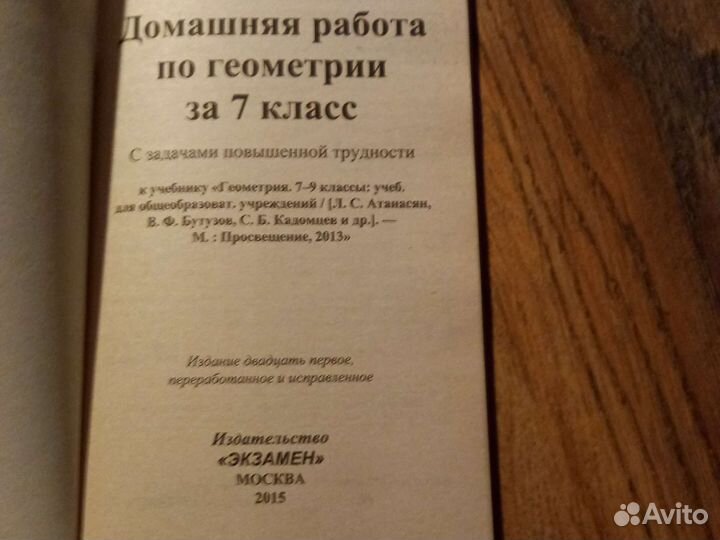 Домашняя работа
по геометрии
за 7 класс
С задачами повышенной трудности
к учебнику «Геометрия. 7–9 классы: учеб.
для общеобразоват. учреждений / [Л. С. Атанасян,
В. Ф. Бутузов, С. Б. Кадомцев и др.]. —
М. : Просвещение, 2013»
Издание двадцать первое,
переработанное и исправленное
Издательство
«ЭКЗАМЕН»
МОСКВА
2015
Avito